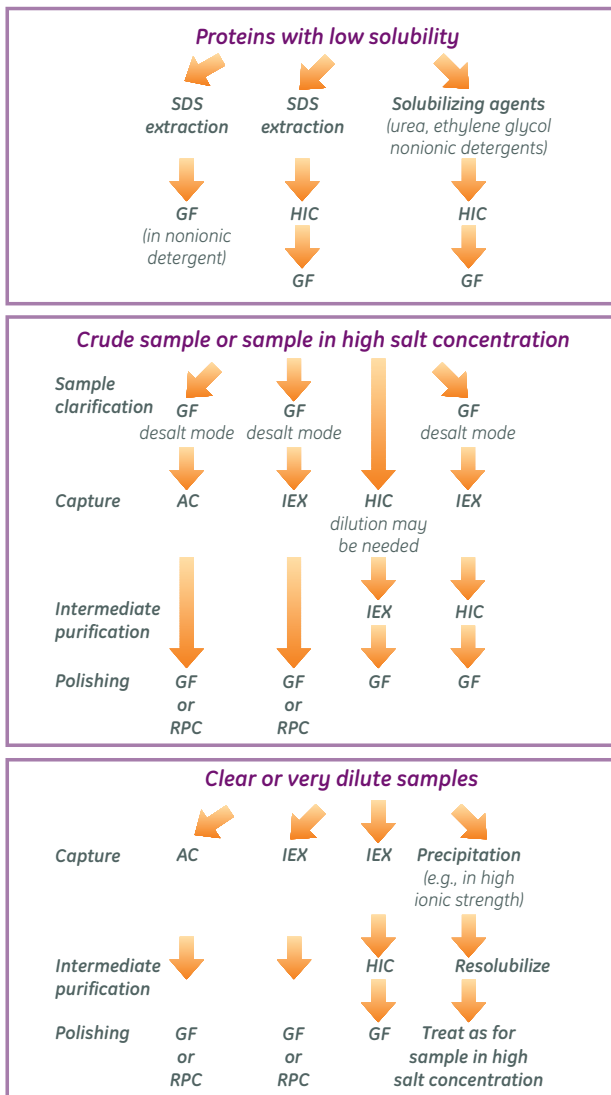 Proteins with low solubility
SDS
extraction
SDS
extraction
Solubilizing agents
(urea, ethylene glycol
nonionic detergents)
GF
(in nonionic
detergent)
HIC
HIC
GF
GF
Crude sample or sample in high salt concentration
Sample
clarification
GF
desalt mode
GF
desalt mode
GF
desalt mode
Capture
AC
IEX
HIC
dilution may
be needed
IEX
Intermediate
purification
IEX
HIC
Polishing
GF
or
RPC
GF
or
RPC
GF
GF
Clear or very dilute samples
Capture
AC
IEX
IEX
Precipitation
(e.g., in high
ionic strength)
Intermediate
purification
HIC
Resolubilize
Polishing
GF
or
RPC
GF
or
RPC
GF
Treat as for
sample in high
salt concentration